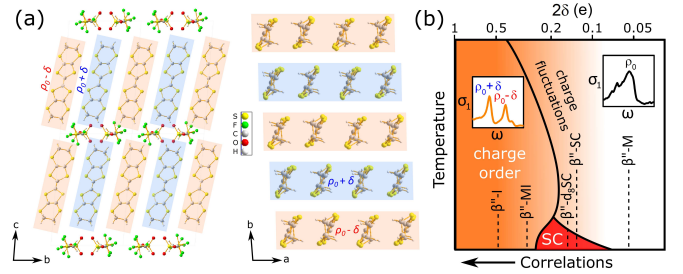 (a)
ρ₀ - δ
ρ₀ + δ
c
b
S
F
C
O
H
ρ₀ + δ
ρ₀ - δ
b
a
(b)
2δ (e)
1
0.5
0.2
0.1
0.05
Temperature
σ₁
ρ₀+δ
ρ₀-δ
ω
charge
order
charge
fluctuations
σ₁
ρ₀
ω
β''-I
β''-MI
β''-d₈SC
β''-SC
β''-M
SC
Correlations